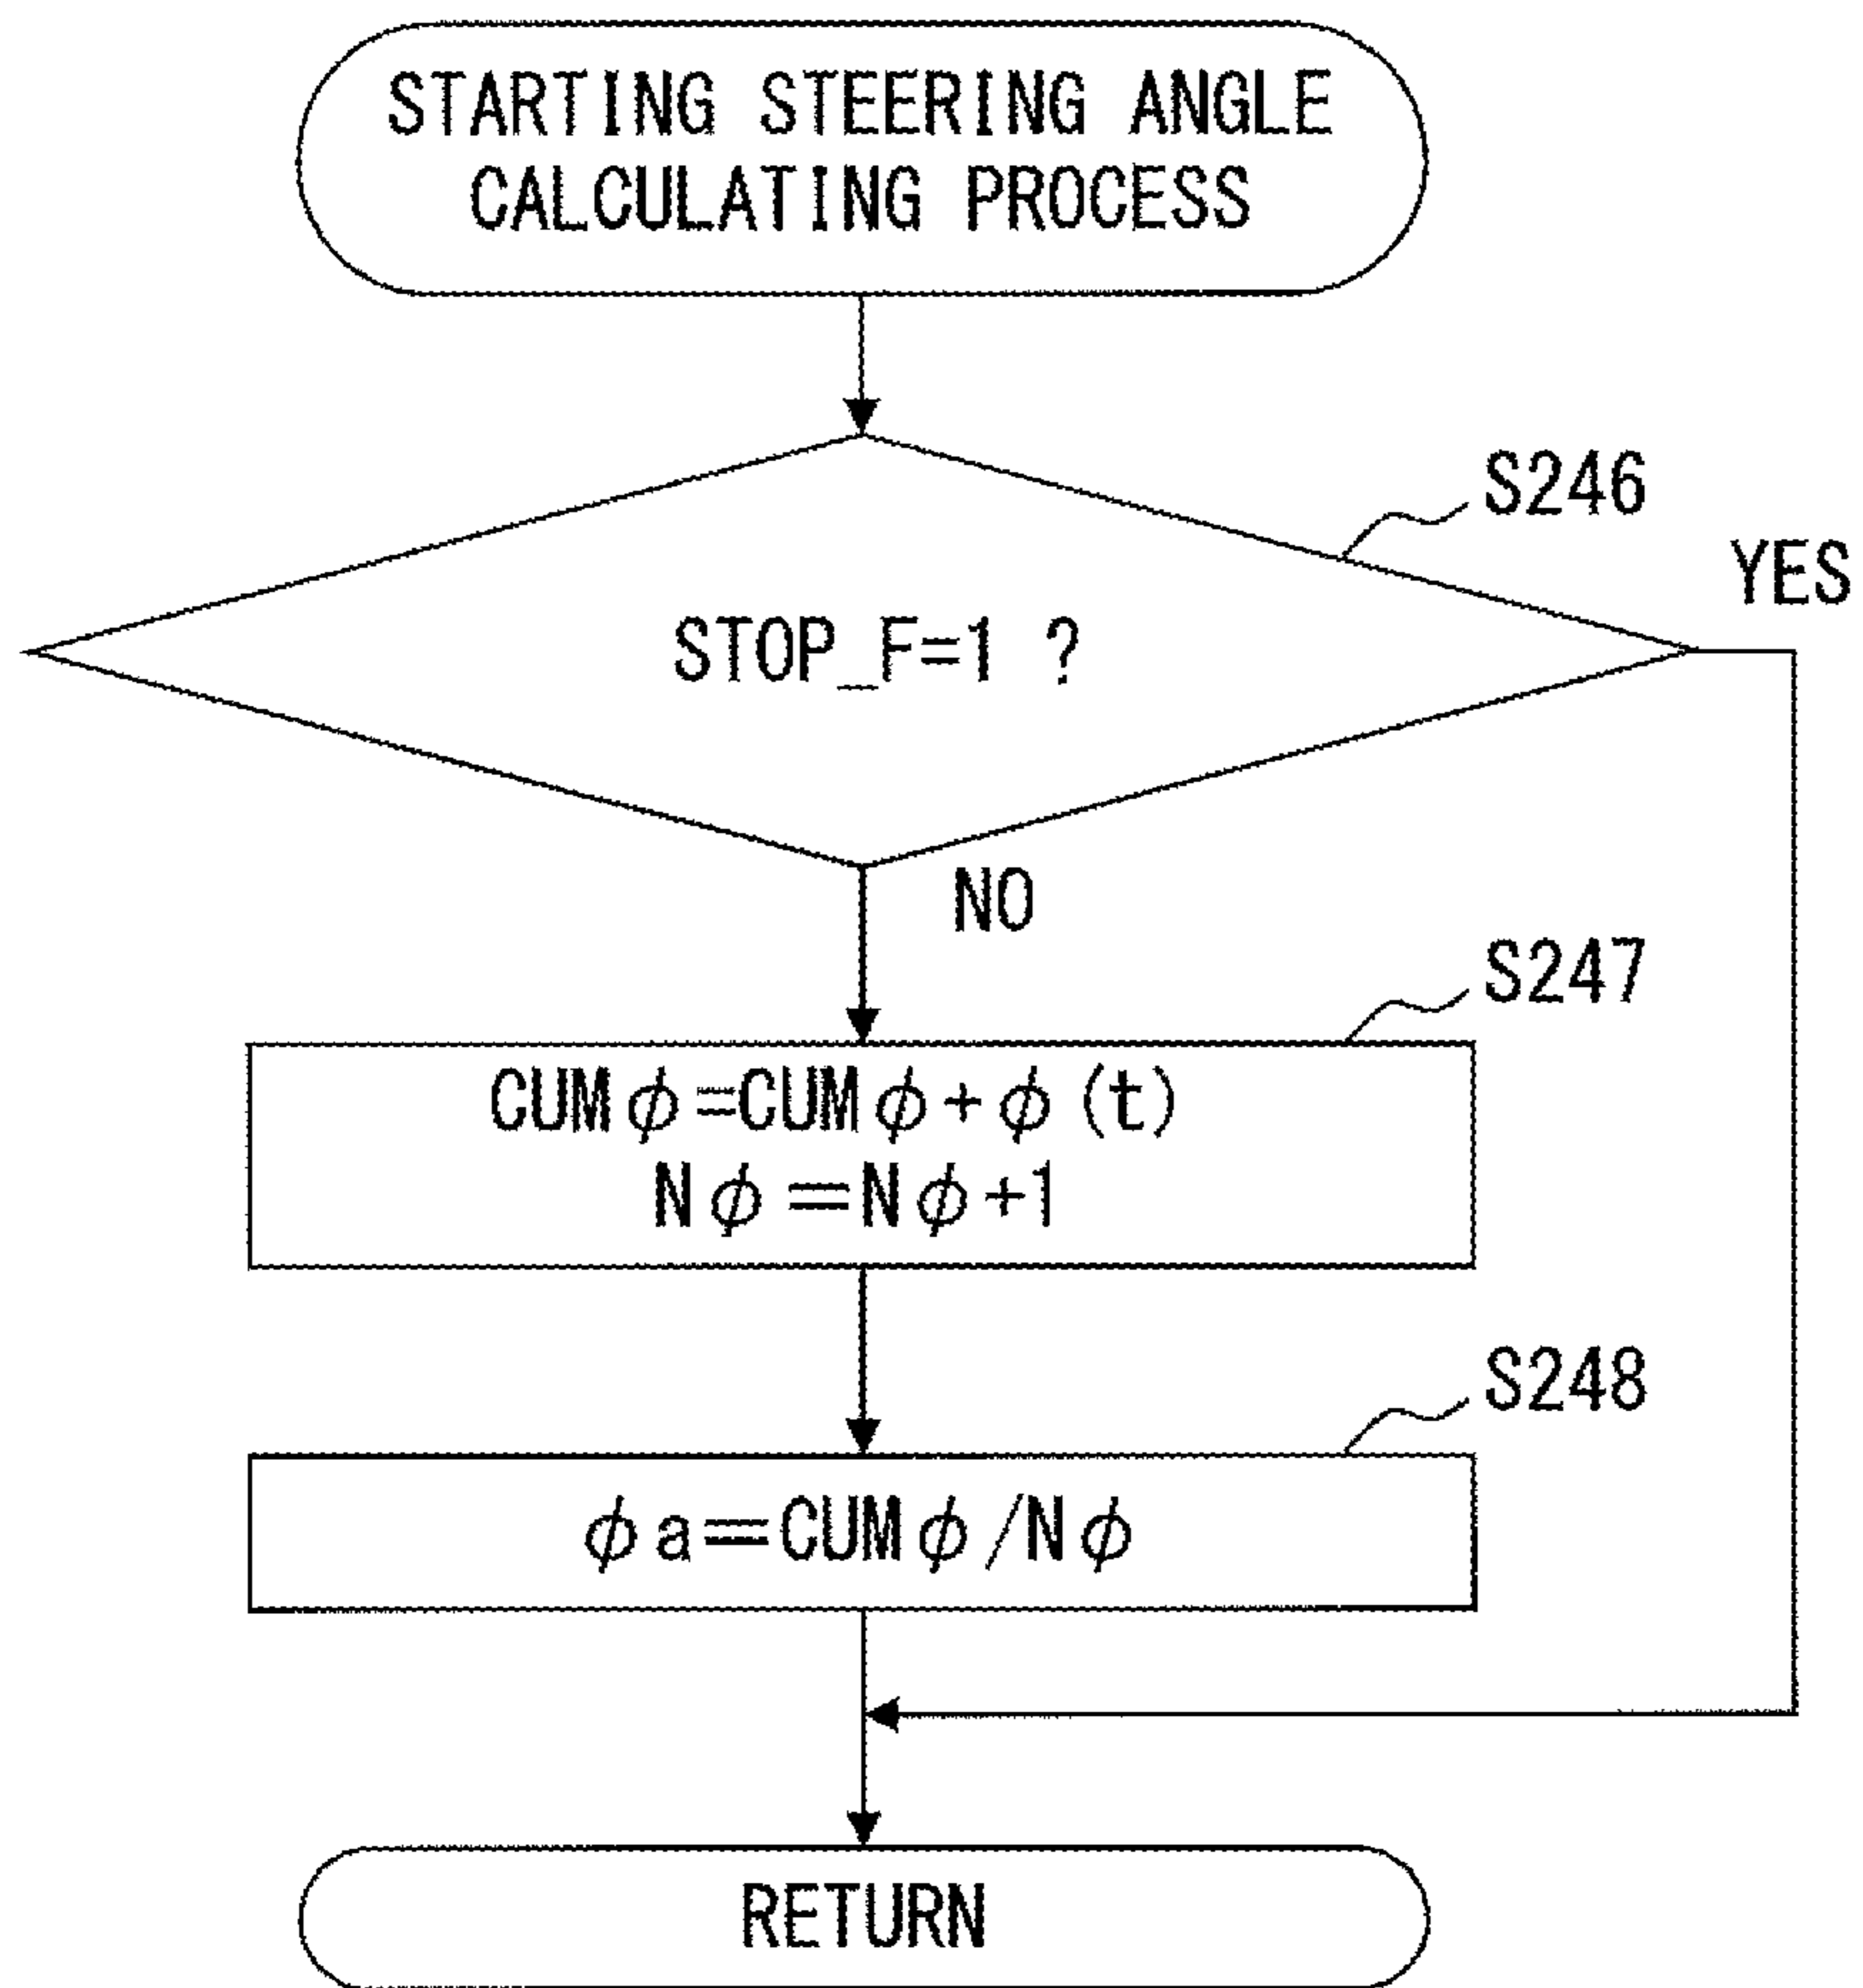 STARTING STEERING ANGLE
CALCULATING PROCESS
S246
YES
STOP_F=1 ?
NO
S247
CUMφ=CUMφ+φ(t)
Nφ=Nφ+1
S248
φa=CUMφ/Nφ
RETURN